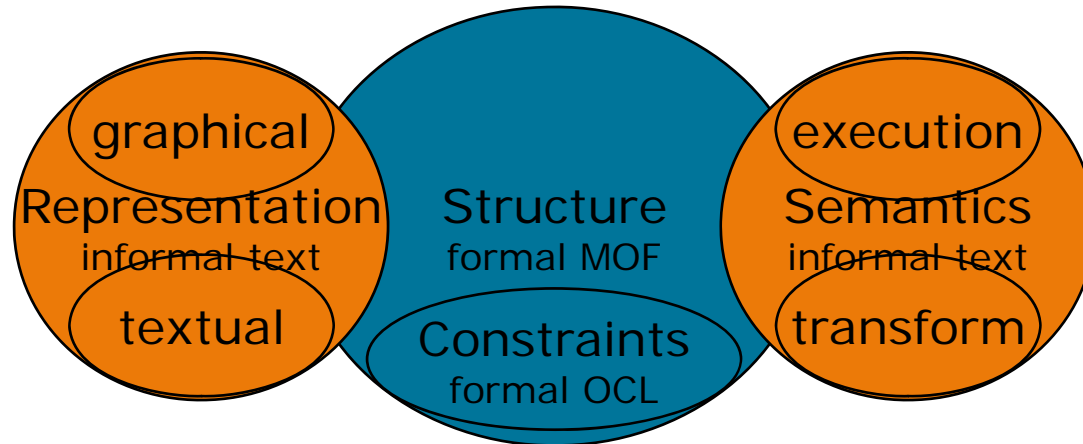 graphical
Representation
informal text
textual
Structure
formal MOF
Constraints
formal OCL
execution
Semantics
informal text
transform